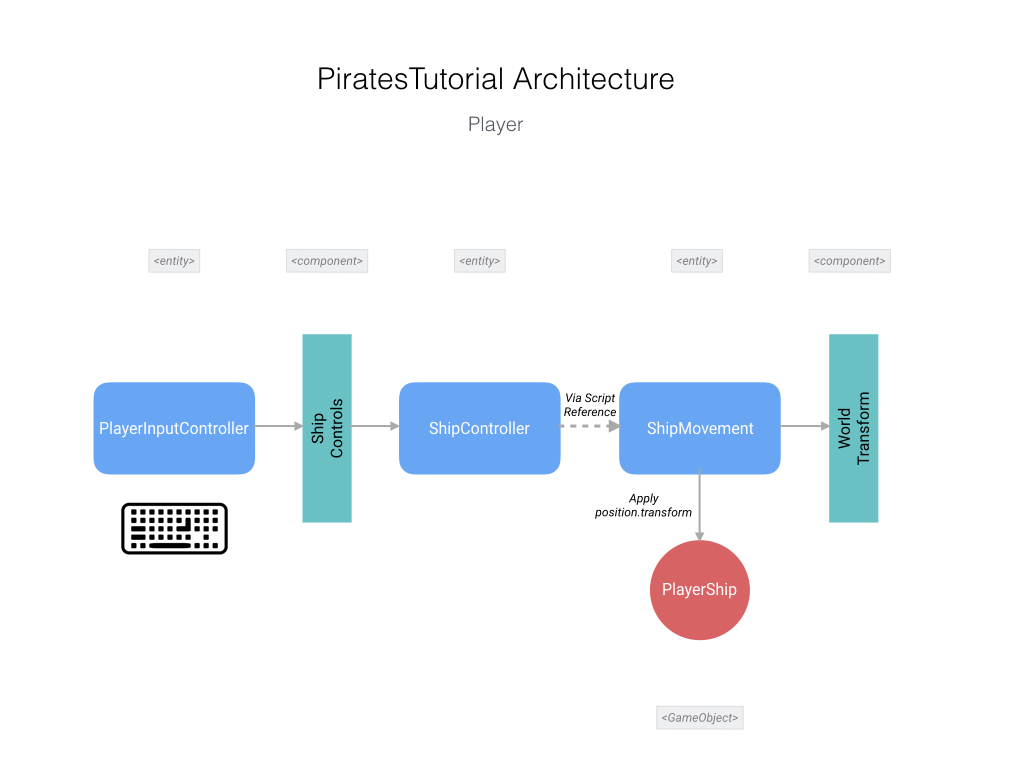 PiratesTutorial Architecture
Player
<entity>
<component>
<entity>
<entity>
<component>
PlayerInputController
Ship
Controls
ShipController
Via Script
Reference
ShipMovement
World
Transform
Apply
position.transform
PlayerShip
<GameObject>